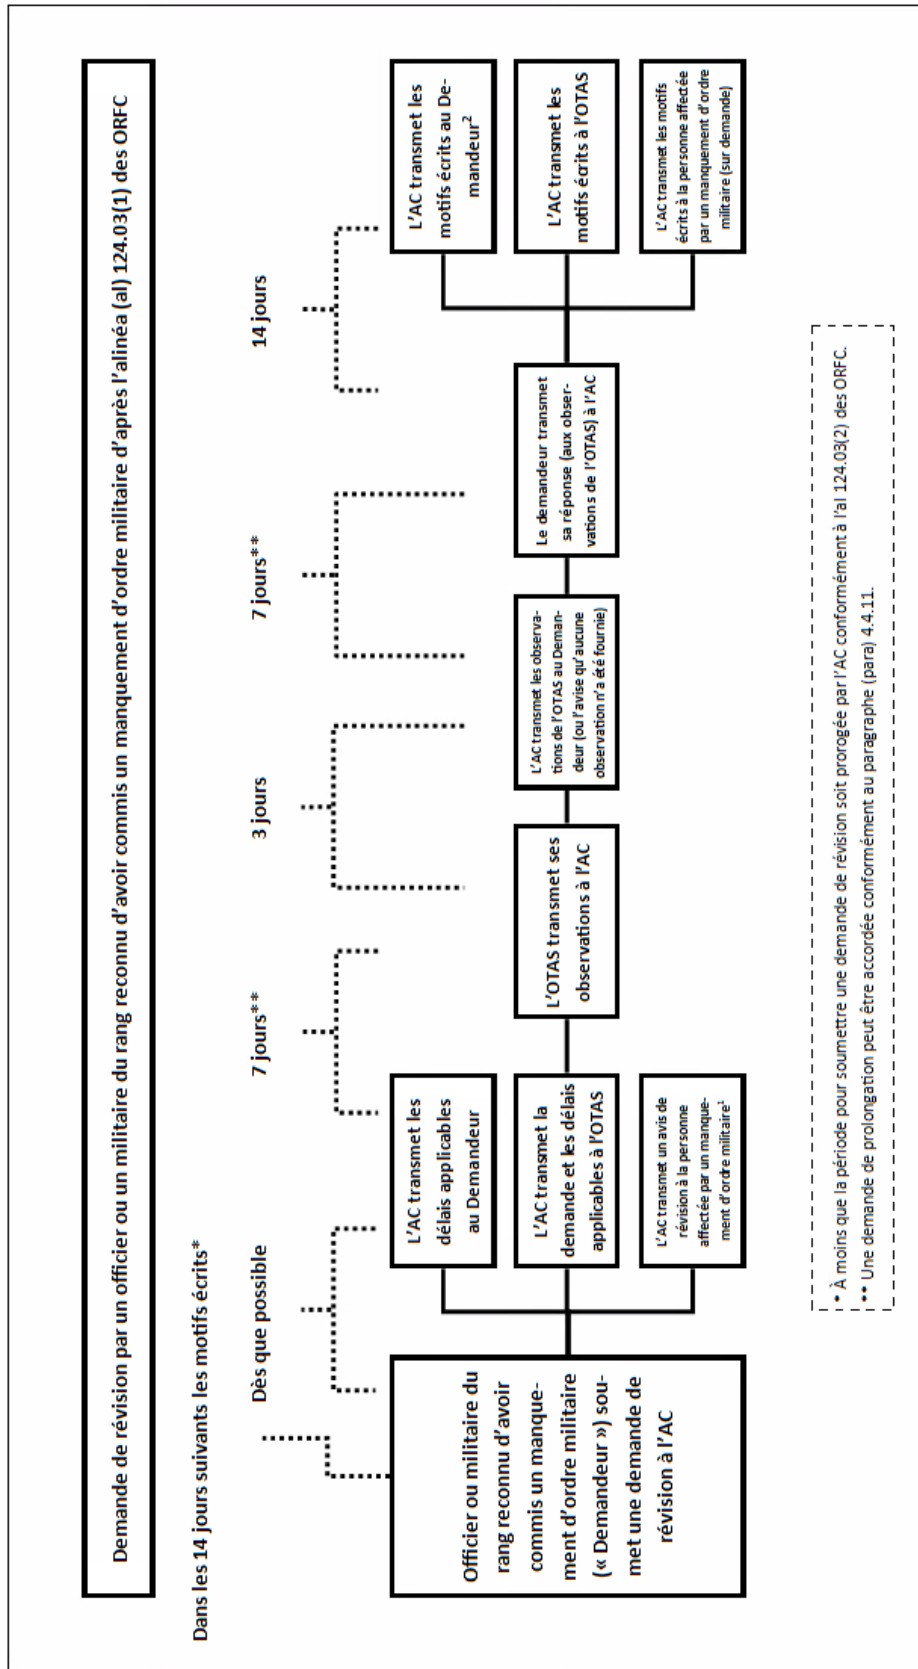 Demande de révision par un officier ou un militaire du rang reconnu d'avoir commis un manquement d'ordre militaire d'après l'alinéa (al) 124.03(1) des ORFC
Dans les 14 jours suivants les motifs écrits*
Dès que possible
7 jours**
3 jours
7 jours**
14 jours
Officier ou militaire du
rang reconnu d'avoir
commis un manque-
ment d'ordre militaire
(« Demandeur ») sou-
met une demande de
révision à l'AC
L'AC transmet les
délais applicables
au Demandeur
L'AC transmet la
demande et les délais
applicables à l'OTAS
L'AC transmet un avis de
révision à la personne
affectée par un manque-
ment d'ordre militaire¹
L'OTAS transmet ses
observations à l'AC
L'AC transmet les observa-
tions de l'OTAS au Deman-
deur (ou l'avise qu'aucune
observation n'a été fournie)
Le demandeur transmet
sa réponse (aux obser-
vations de l'OTAS) à l'AC
L'AC transmet les
motifs écrits au De-
mandeur²
L'AC transmet les
motifs écrits à l'OTAS
L'AC transmet les motifs
écrits à la personne affectée
par un manquement d'ordre
militaire (sur demande)
* À moins que la période pour soumettre une demande de révision soit prorogée par l'AC conformément à l'al 124.03(2) des ORFC.
** Une demande de prolongation peut être accordée conformément au paragraphe (para) 4.4.11.